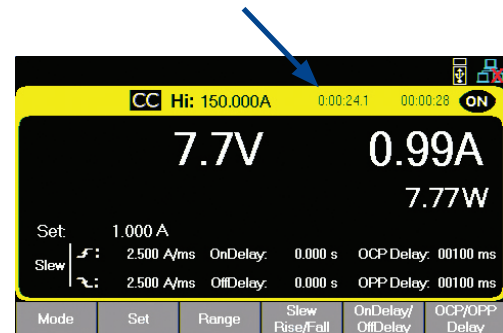 CC Hi: 150.000A 0:00:24.1 00:00:28 ON
7.7V 0.99A
7.77W
Set: 1.000 A
Slew
: 2.500 A/ms OnDelay: 0.000 s OCP Delay: 00100 ms
: 2.500 A/ms OffDelay: 0.000 s OPP Delay: 00100 ms
Mode Set Range Slew Rise/Fall OnDelay/ OffDelay OCP/OPP Delay